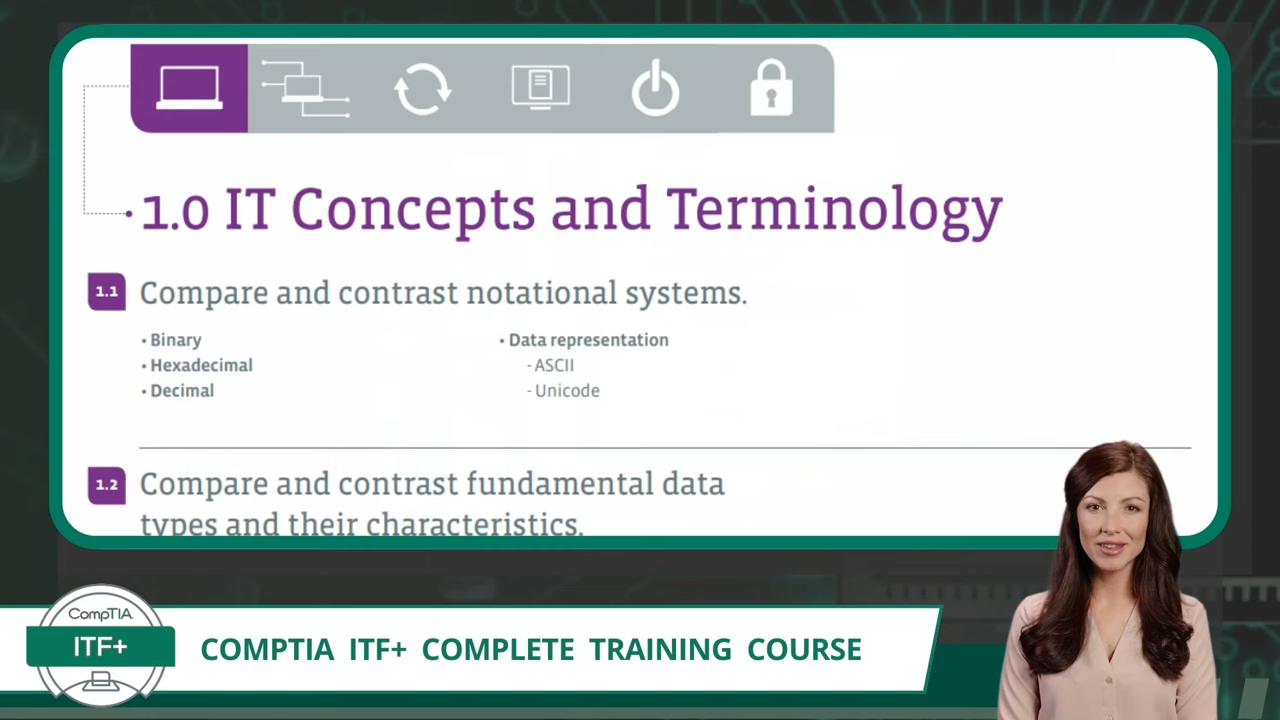 1.0 IT Concepts and Terminology
1.1 Compare and contrast notational systems.
• Binary
• Hexadecimal
• Decimal
• Data representation
- ASCII
- Unicode
1.2 Compare and contrast fundamental data
types and their characteristics.
CompTIA.
ITF+
COMPTIA ITF+ COMPLETE TRAINING COURSE